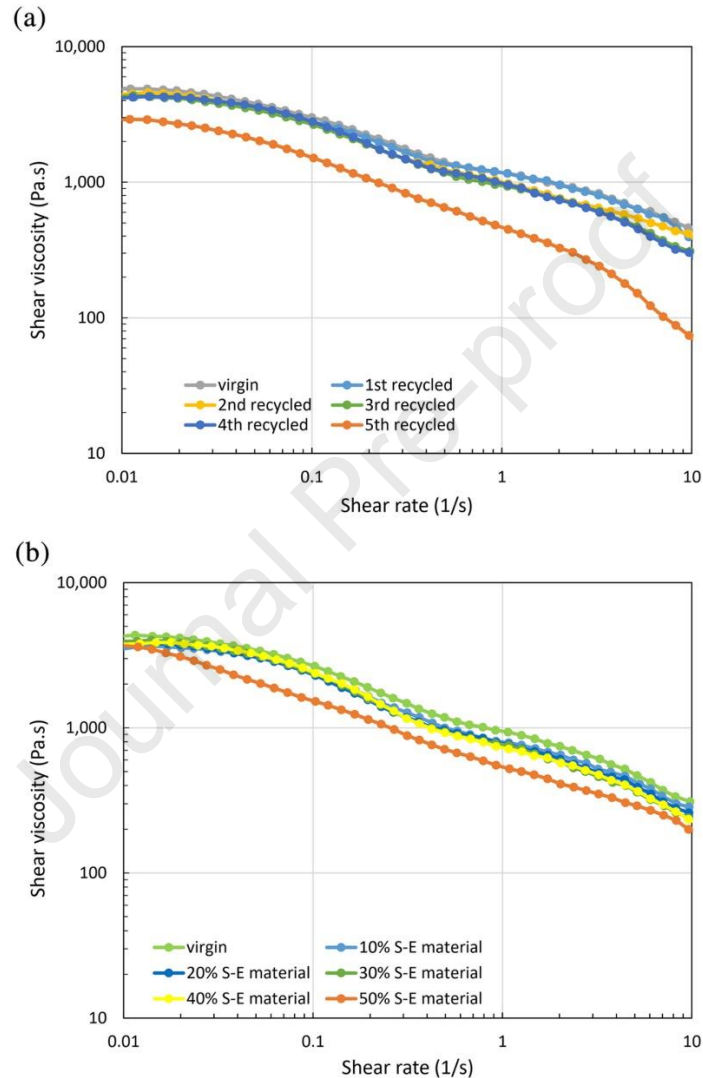 (a)
10,000
1,000
100
10
0.01 0.1 1 10
Shear viscosity (Pa.s)
Shear rate (1/s)
virgin 1st recycled
2nd recycled 3rd recycled
4th recycled 5th recycled
(b)
10,000
1,000
100
10
0.01 0.1 1 10
Shear viscosity (Pa.s)
Shear rate (1/s)
virgin 10% S-E material
20% S-E material 30% S-E material
40% S-E material 50% S-E material
Journal Pre-proof